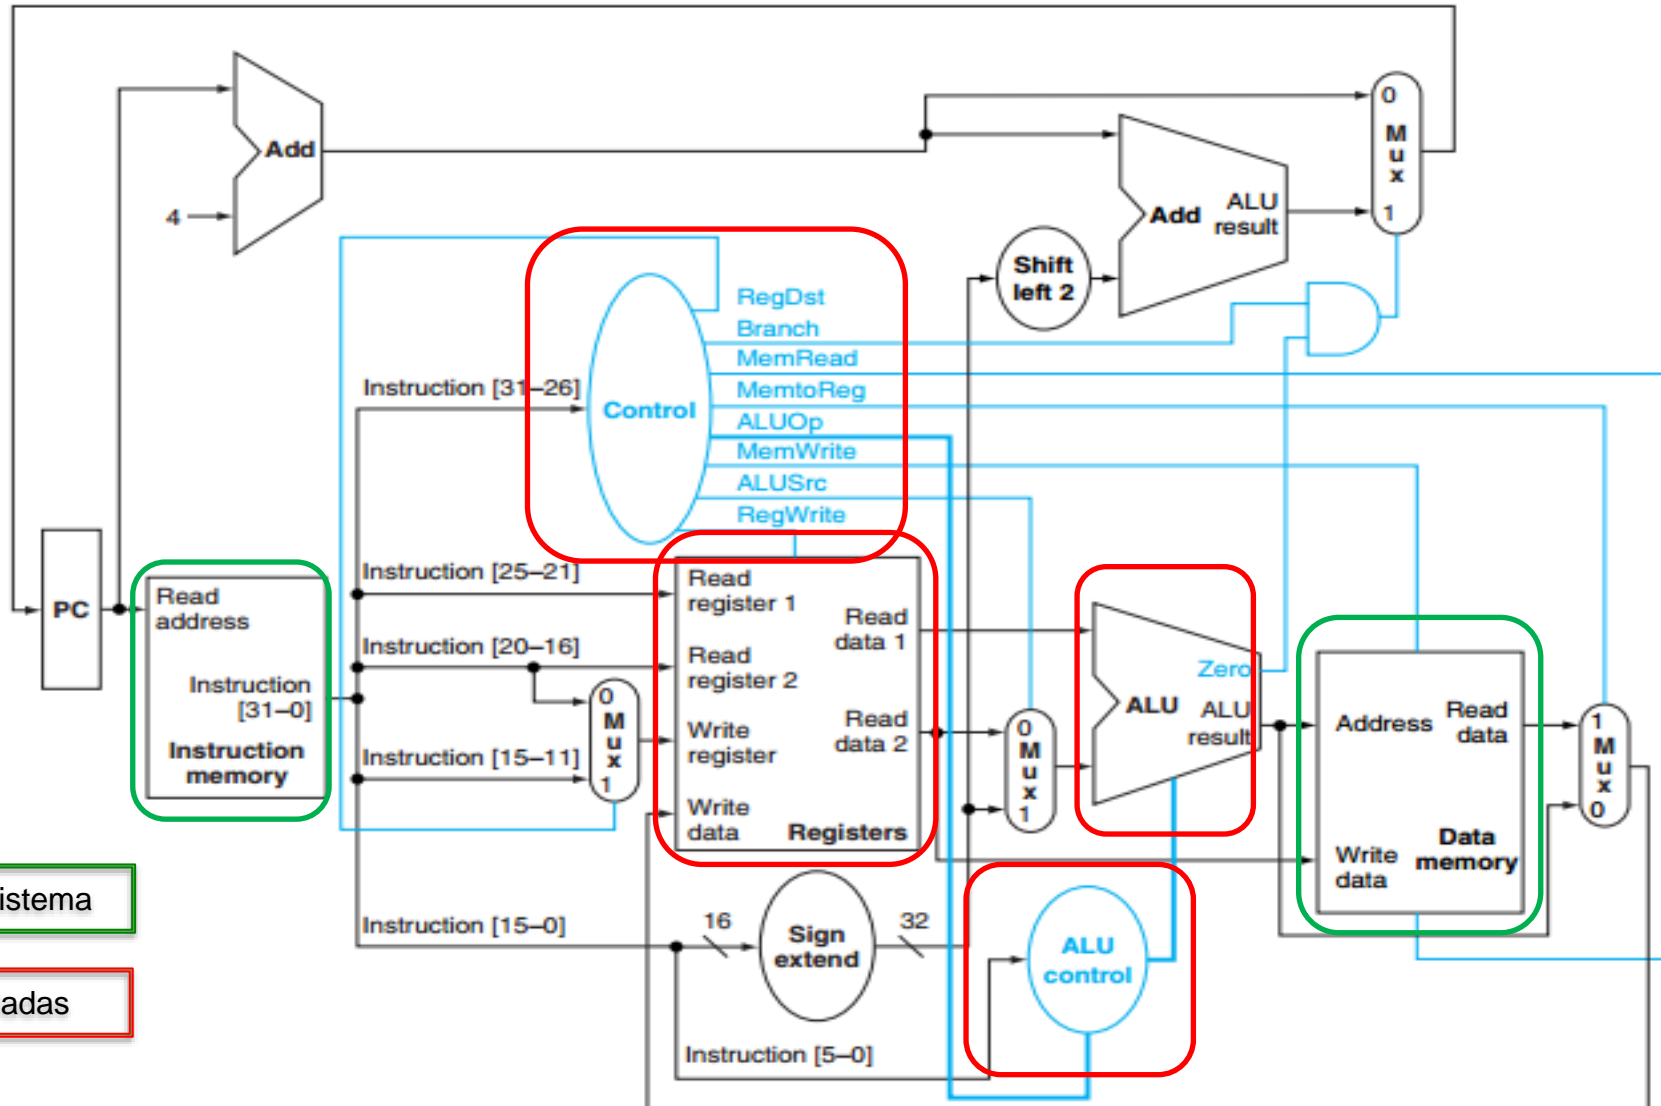 0
M
u
x
1
Add
4
Add
ALU
result
Shift
left 2
RegDst
Branch
MemRead
MemtoReg
ALUOp
MemWrite
ALUSrc
RegWrite
Control
Instruction [31–26]
Instruction [25–21]
Instruction [20–16]
Instruction [15–11]
Instruction [15–0]
Instruction [5–0]
PC
Read
address
Instruction
[31–0]
Instruction
memory
0
M
u
x
1
Read
register 1
Read
register 2
Write
register
Write
data
Read
data 1
Read
data 2
Registers
0
M
u
x
1
Zero
ALU
ALU
result
Address
Read
data
Write
data
Data
memory
1
M
u
x
0
16
Sign
extend
32
ALU
control
istema
adas